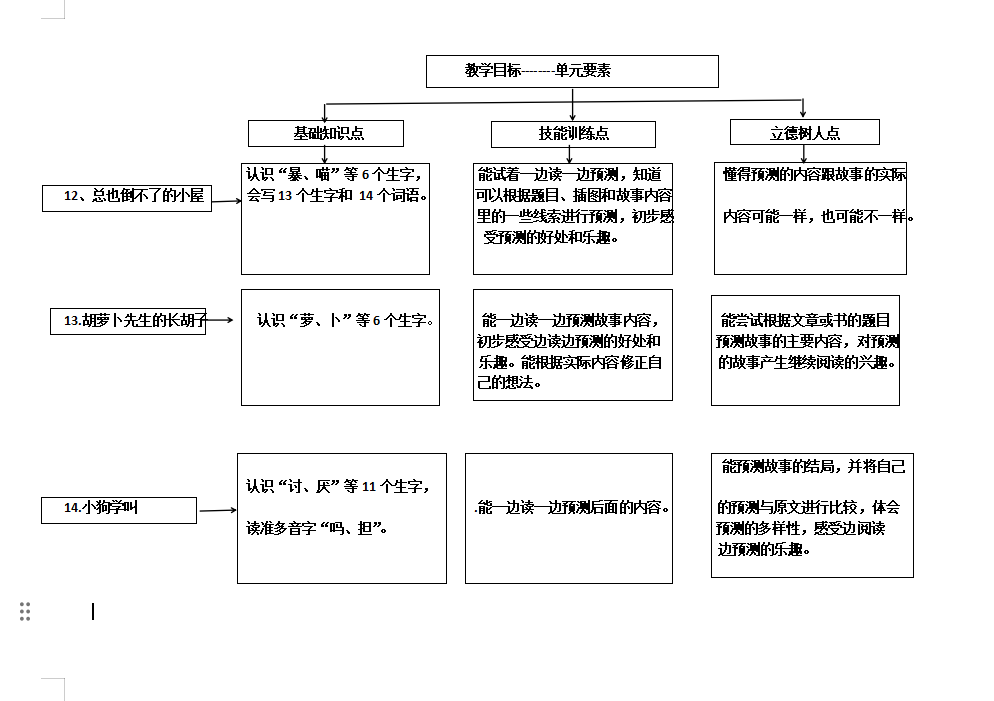 教学目标--------单元要素
基础知识点
技能训练点
立德树人点
12、总也倒不了的小屋
认识“暴、喵”等 6 个生字，
会写 13 个生字和 14 个词语。
能试着一边读一边预测，知道
可以根据题目、插图和故事内容
里的一些线索进行预测，初步感
受预测的好处和乐趣。
懂得预测的内容跟故事的实际
内容可能一样，也可能不一样。
13.胡萝卜先生的长胡子
认识“萝、卜”等 6 个生字。
能一边读一边预测故事内容，
初步感受边读边预测的好处和
乐趣。能根据实际内容修正自
己的想法。
能尝试根据文章或书的题目
预测故事的主要内容，对预测
的故事产生继续阅读的兴趣。
14.小狗学叫
认识“讨、厌”等 11 个生字，
读准多音字“吗、担”。
.能一边读一边预测后面的内容。
能预测故事的结局，并将自己
的预测与原文进行比较，体会
预测的多样性，感受边阅读
边预测的乐趣。